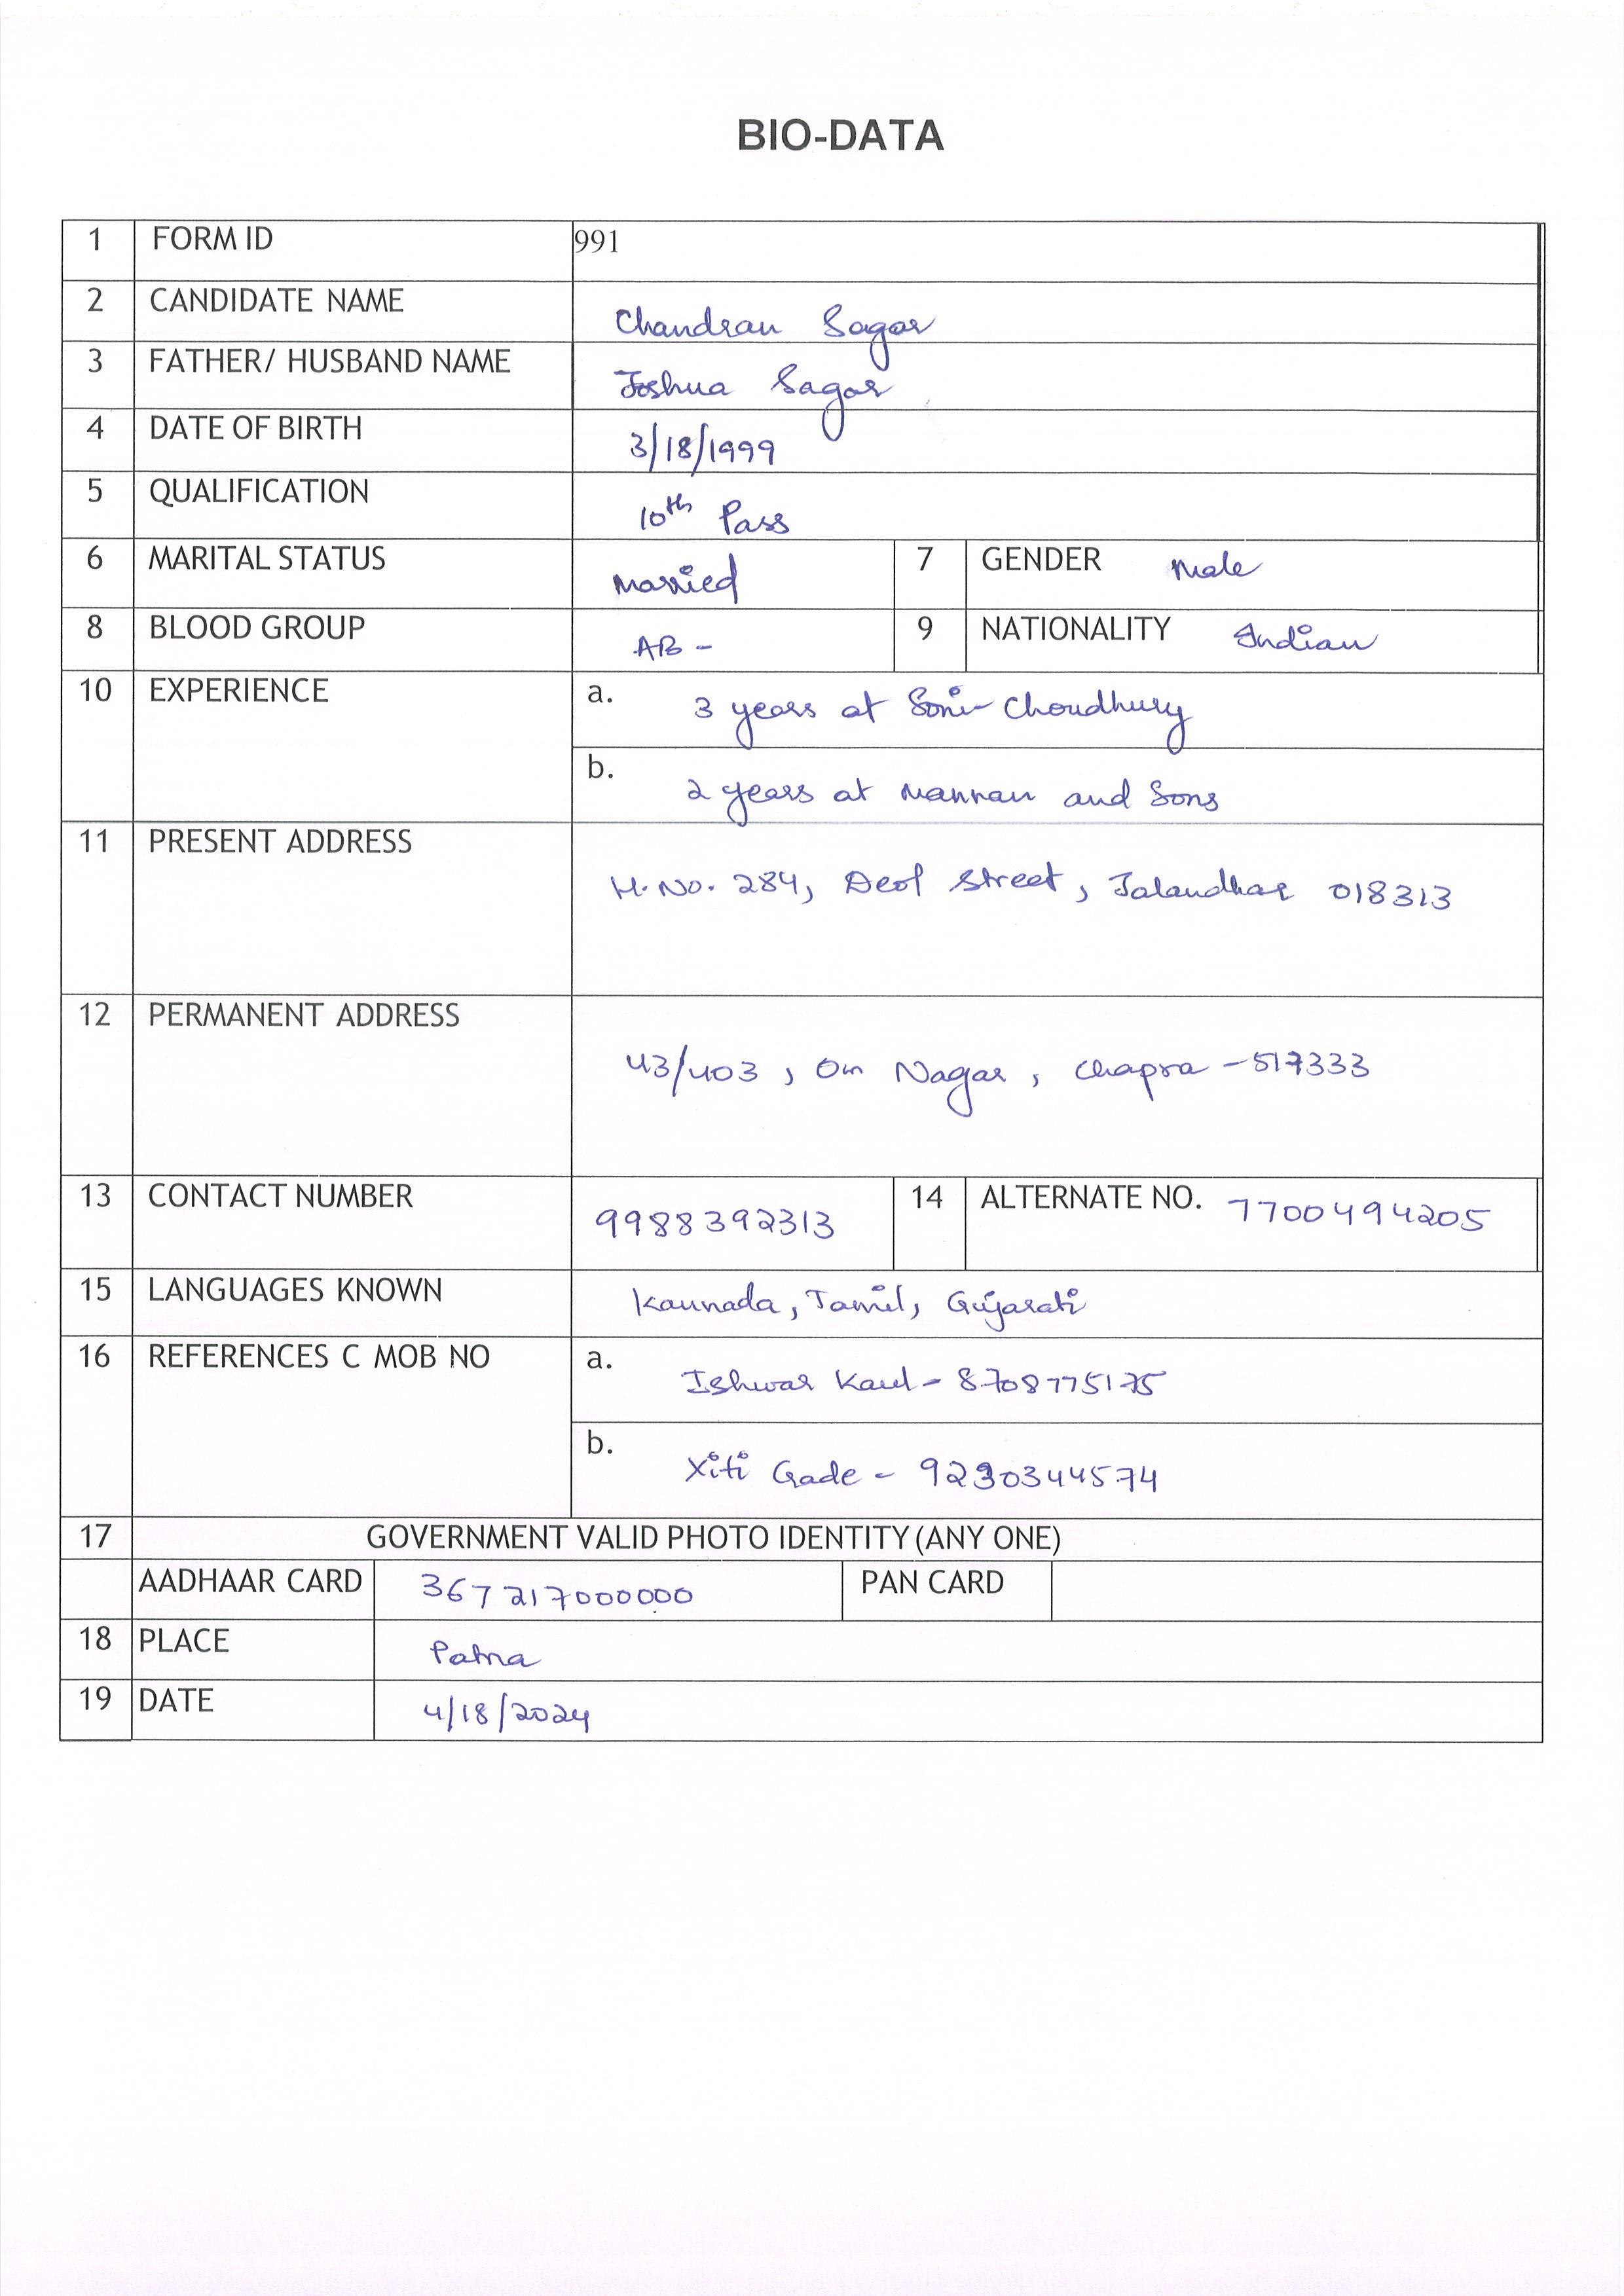 BIO-DATA
1 FORM ID 991
2 CANDIDATE NAME Chandran Sagar
3 FATHER/ HUSBAND NAME Joshua Sagar
4 DATE OF BIRTH 3/18/1999
5 QUALIFICATION 10th Pass
6 MARITAL STATUS Married 7 GENDER Male
8 BLOOD GROUP AB - 9 NATIONALITY Indian
10 EXPERIENCE a. 3 years at Soni-Choudhury
b. 2 years at Mannan and Sons
11 PRESENT ADDRESS
H.No. 284, Deol Street, Jalandhar 018313
12 PERMANENT ADDRESS
43/403, Om Nagar, Chapra - 517333
13 CONTACT NUMBER 9988392313 14 ALTERNATE NO. 7700494205
15 LANGUAGES KNOWN Kannada, Tamil, Gujarati
16 REFERENCES C MOB NO a. Ishwar Kaul - 8708775175
b. Xiti Gade - 9230344574
17 GOVERNMENT VALID PHOTO IDENTITY (ANY ONE)
AADHAAR CARD 367217000000 PAN CARD
18 PLACE Patna
19 DATE 4/18/2024